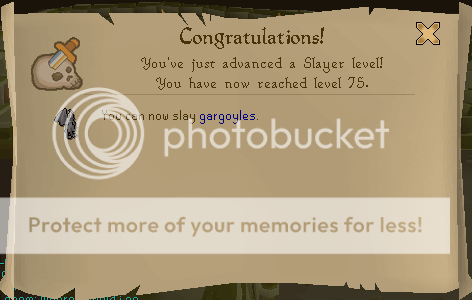 Congratulations!
You've just advanced a Slayer level!
You have now reached level 75.
You can now slay gargoyles.
photobucket
Protect more of your memories for less!